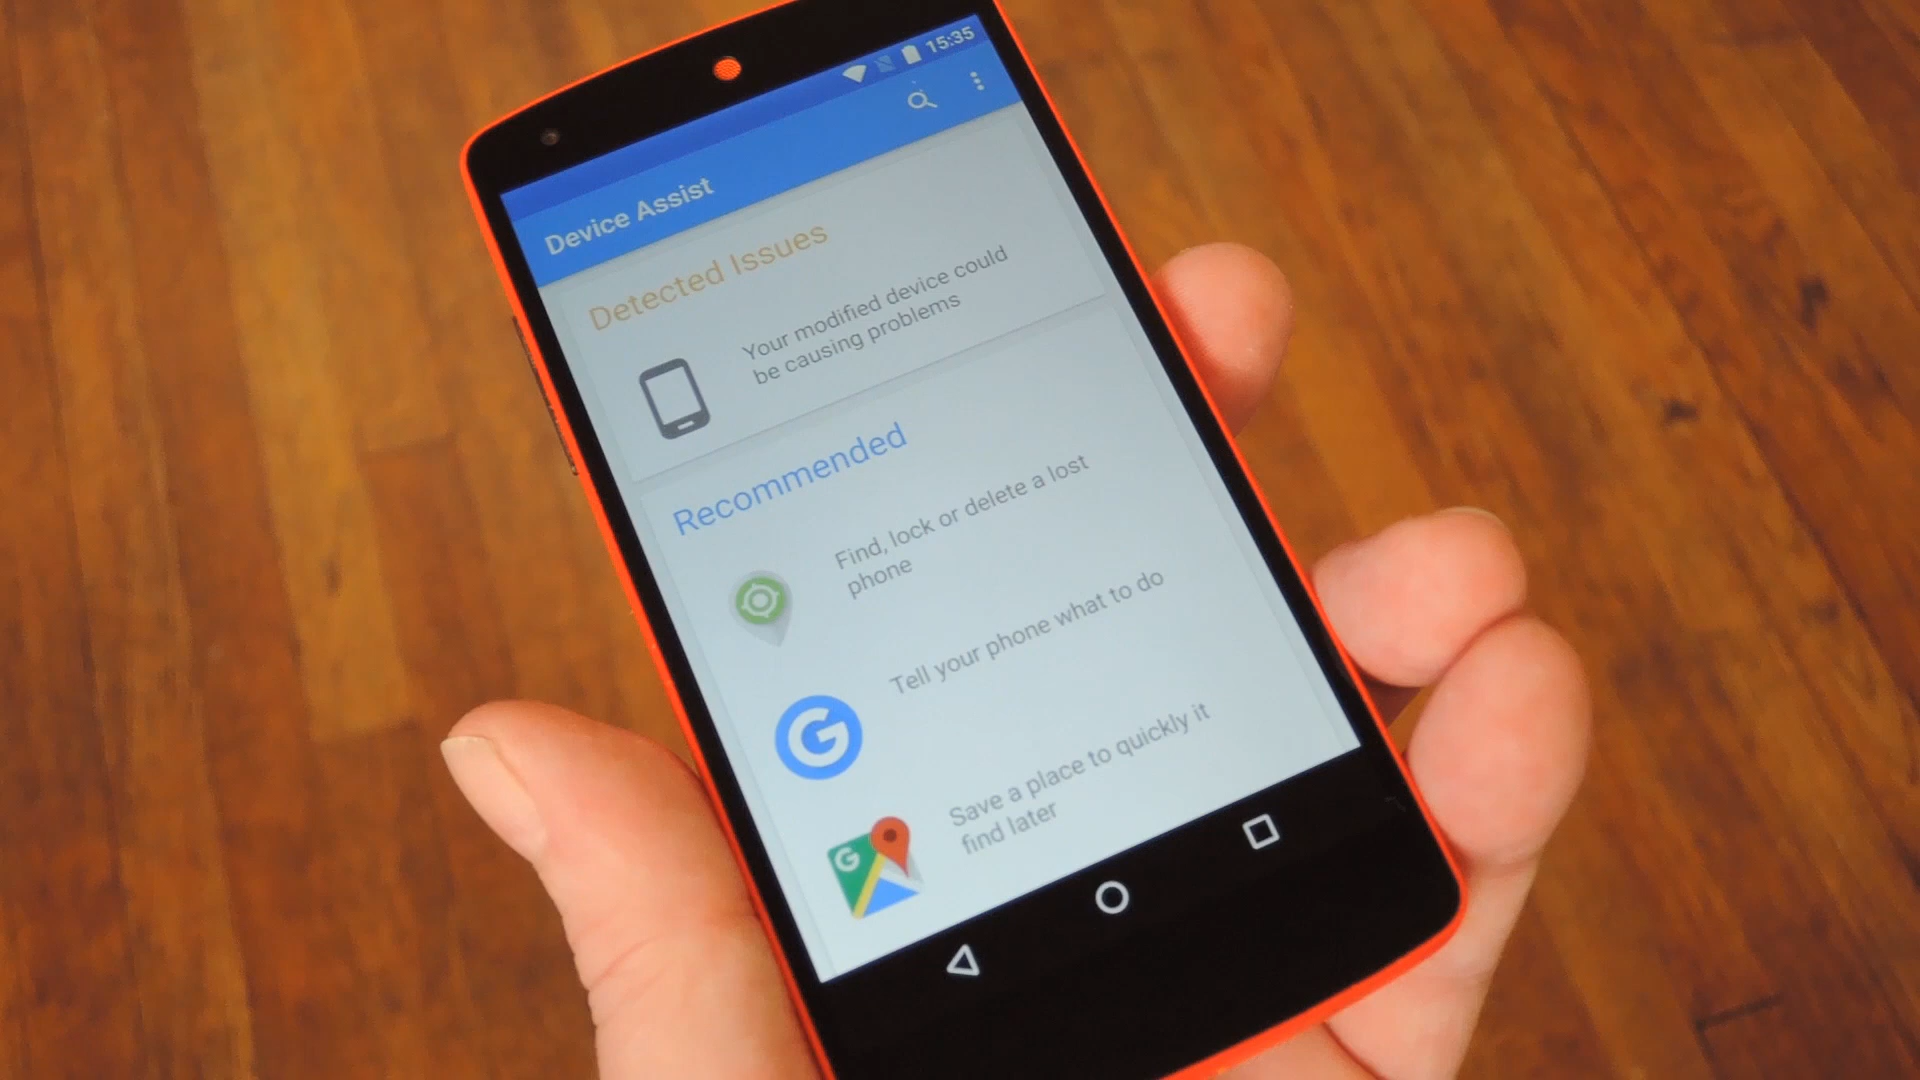 15:35
Device Assist
Detected Issues
Your modified device could
be causing problems
Recommended
Find, lock or delete a lost
phone
Tell your phone what to do
G
Save a place to quickly it
find later
G